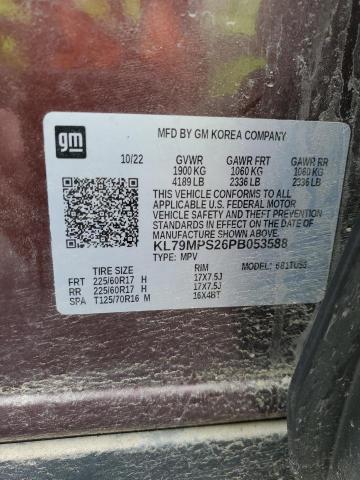 gm
MFD BY GM KOREA COMPANY
10/22 GVWR GAWR FRT GAWR RR
1900 KG 1060 KG 1060 KG
4189 LB 2336 LB 2336 LB
THIS VEHICLE CONFORMS TO ALL
APPLICABLE U.S. FEDERAL MOTOR
VEHICLE SAFETY AND THEFT PREVENTION
STANDARDS IN EFFECT ON THE DATE
OF MANUFACTURE SHOWN ABOVE.
KL79MPS26PB053588
TYPE: MPV MODEL:
TIRE SIZE RIM
FRT 225/60R17 H 17X7.5J
RR 225/60R17 H 17X7.5J
SPA T125/70R16 M 16X4BT